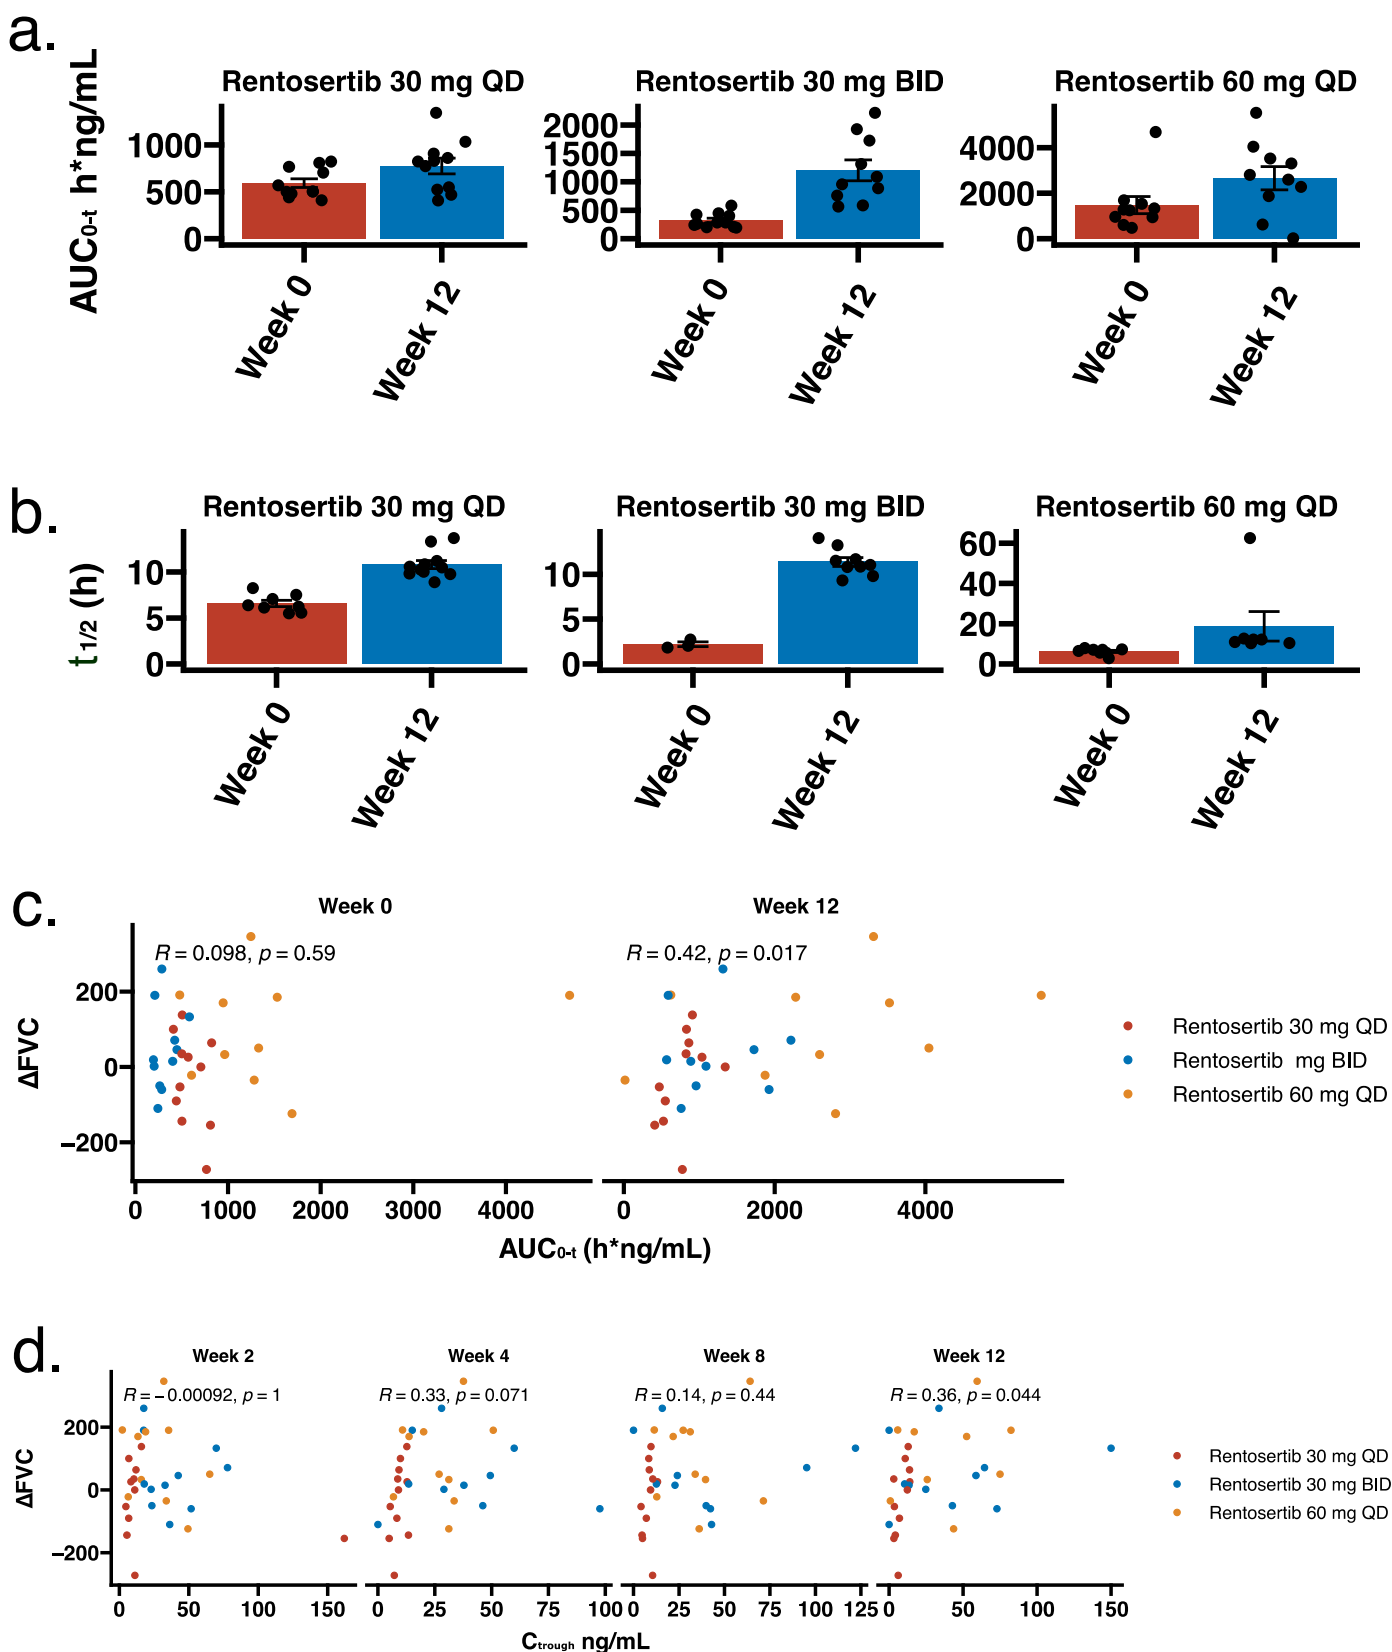 a.
AUC0-t h*ng/mL
Rentosertib 30 mg QD
1000
500
0
Week 0
Week 12
Rentosertib 30 mg BID
2000
1500
1000
500
0
Week 0
Week 12
Rentosertib 60 mg QD
4000
2000
0
Week 0
Week 12
b.
t 1/2 (h)
Rentosertib 30 mg QD
10
5
0
Week 0
Week 12
Rentosertib 30 mg BID
10
5
0
Week 0
Week 12
Rentosertib 60 mg QD
60
40
20
0
Week 0
Week 12
c.
Week 0
Week 12
R = 0.098, p = 0.59
R = 0.42, p = 0.017
ΔFVC
200
0
−200
0 1000 2000 3000 4000
0 2000 4000
AUC0-t (h*ng/mL)
Rentosertib 30 mg QD
Rentosertib mg BID
Rentosertib 60 mg QD
d.
Week 2
Week 4
Week 8
Week 12
R = −0.00092, p = 1
R = 0.33, p = 0.071
R = 0.14, p = 0.44
R = 0.36, p = 0.044
ΔFVC
200
0
−200
0 50 100 150
0 25 50 75 100
0 25 50 75 100 125
0 50 100 150
Ctrough ng/mL
Rentosertib 30 mg QD
Rentosertib 30 mg BID
Rentosertib 60 mg QD